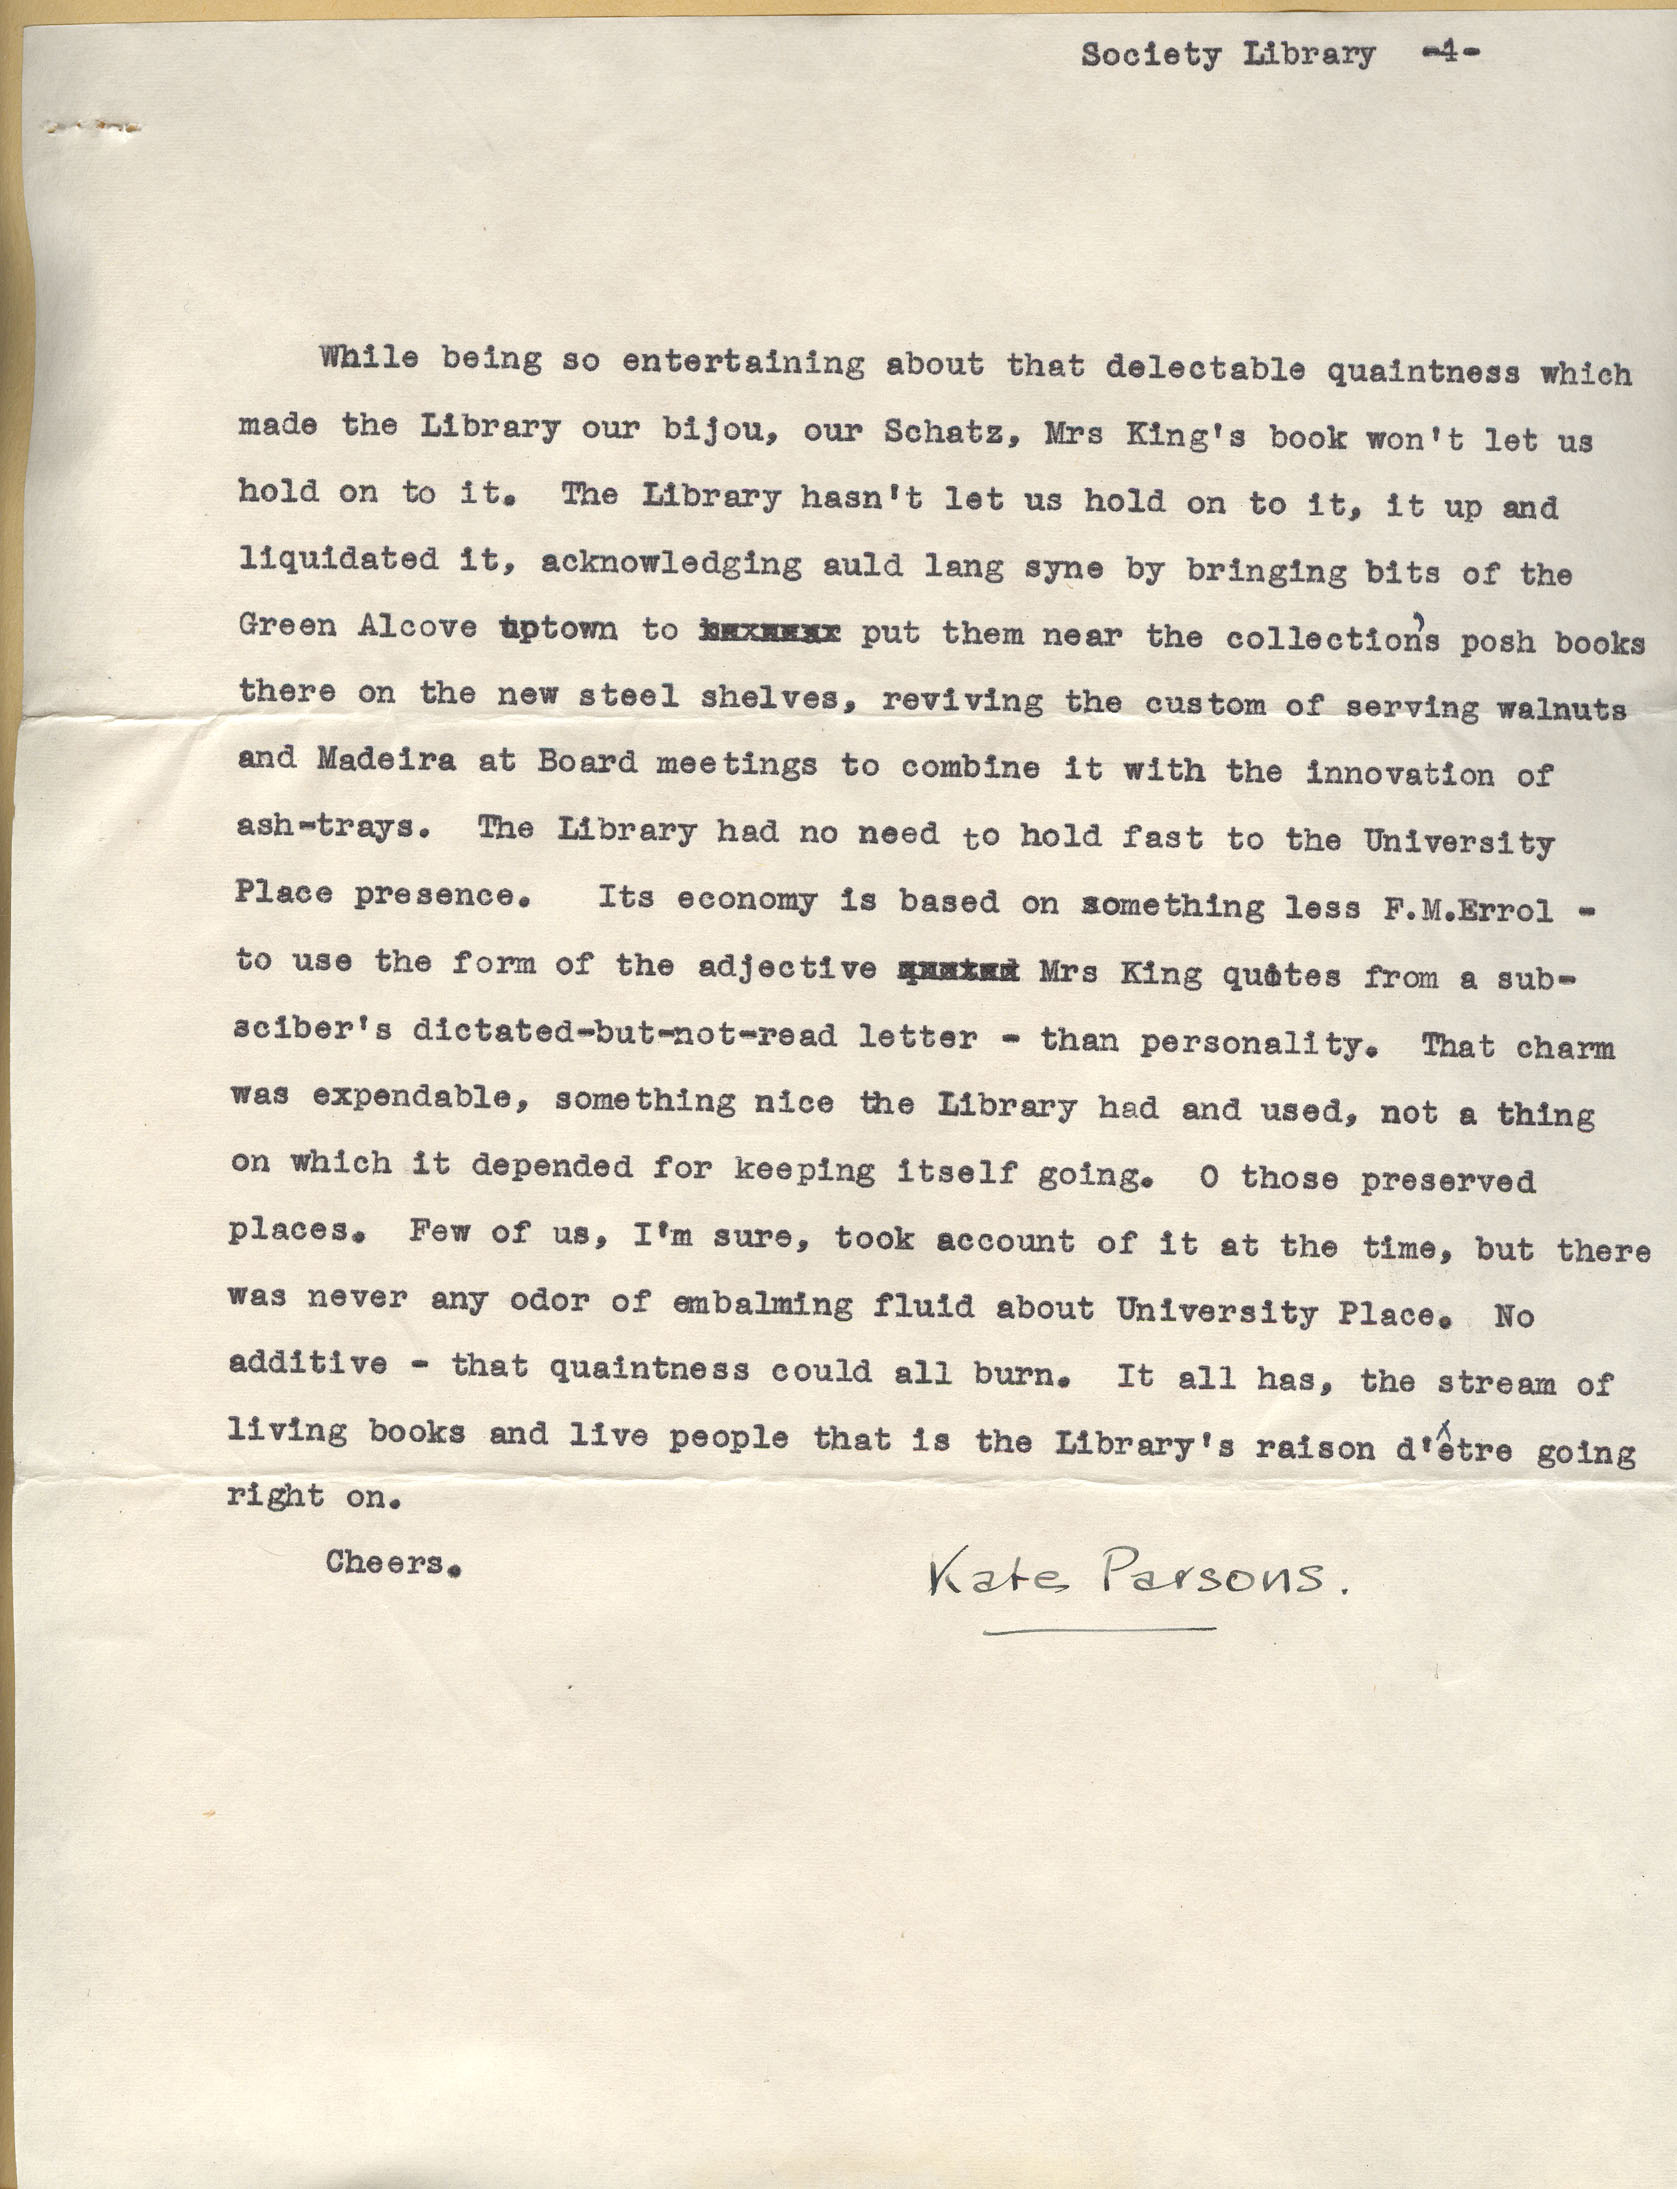 Society Library -4-
While being so entertaining about that delectable quaintness which
made the Library our bijou, our Schatz, Mrs King's book won't let us
hold on to it. The Library hasn't let us hold on to it, it up and
liquidated it, acknowledging auld lang syne by bringing bits of the
Green Alcove uptown to put them near the collection's posh books
there on the new steel shelves, reviving the custom of serving walnuts
and Madeira at Board meetings to combine it with the innovation of
ash-trays. The Library had no need to hold fast to the University
Place presence. Its economy is based on something less F.M.Errol -
to use the form of the adjective Mrs King quotes from a sub-
sciber's dictated-but-not-read letter - than personality. That charm
was expendable, something nice the Library had and used, not a thing
on which it depended for keeping itself going. O those preserved
places. Few of us, I'm sure, took account of it at the time, but there
was never any odor of embalming fluid about University Place. No
additive - that quaintness could all burn. It all has, the stream of
living books and live people that is the Library's raison d'être going
right on.
Cheers.
Kate Parsons.